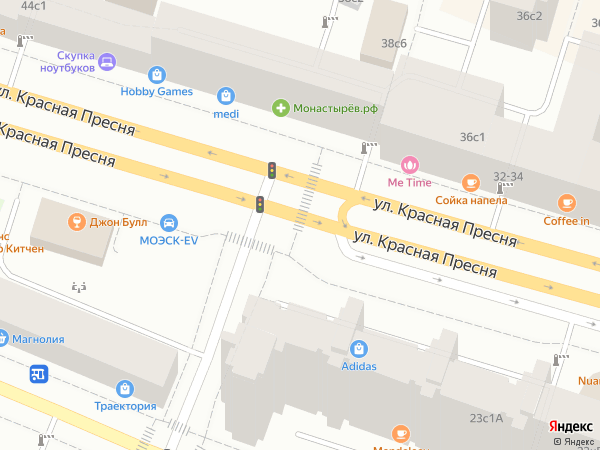 44с1
36с2
38с6
Скупка
ноутбуков
Hobby Games
medi
Монастырёв.рф
36с1
ул. Красная Пресня
Красная Пресня
Me Time
32-34
Сойка напела
Coffee in
ул. Красная Пресня
ул. Красная Пресня
Джон Булл
МОЭСК-EV
Китчен
Магнолия
Adidas
Траектория
23с1А
Яндекс
© Яндекс